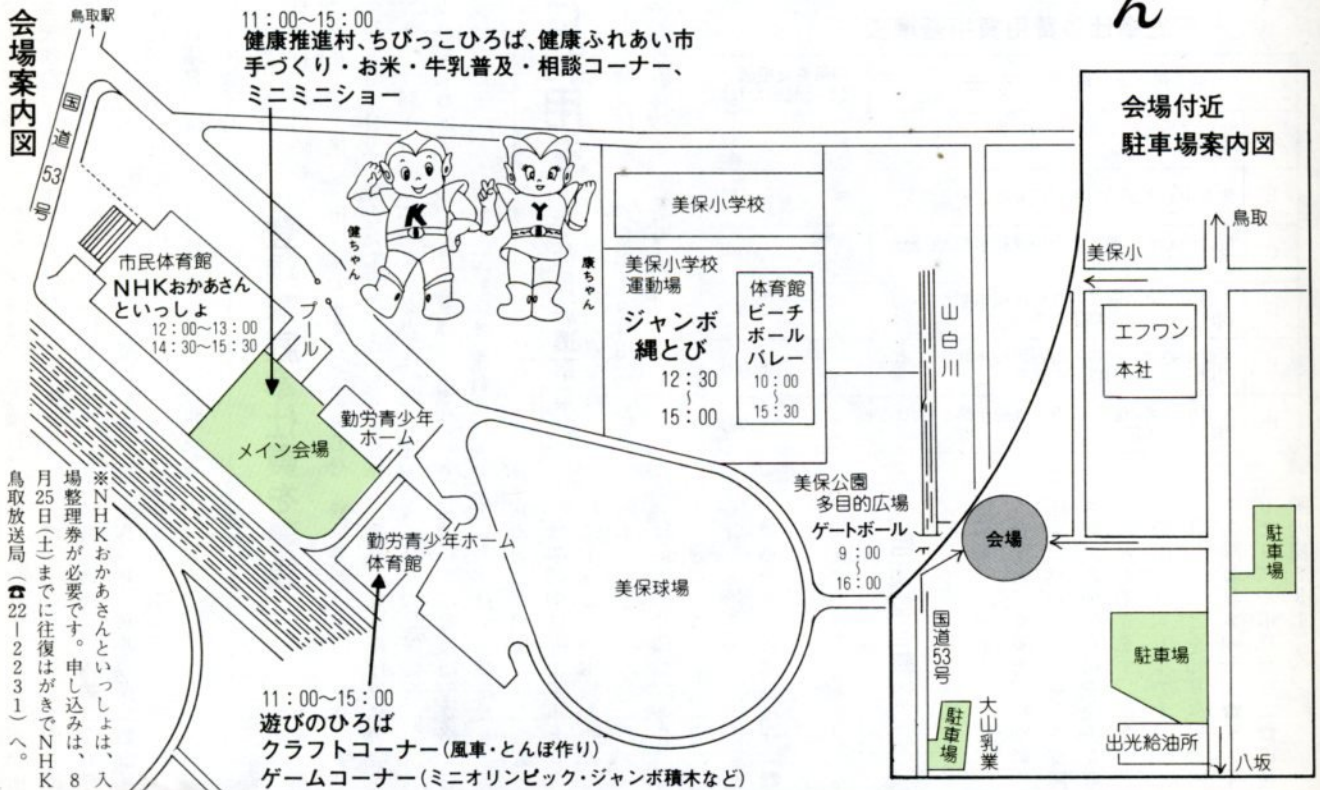 ん
会場案内図
鳥取駅
↑
国道53号
11:00〜15:00
健康推進村、ちびっこひろば、健康ふれあい市
手づくり・お米・牛乳普及・相談コーナー、
ミニミニショー
K
健ちゃん
Y
康ちゃん
市民体育館
NHKおかあさん
といっしょ
12:00〜13:00
14:30〜15:30
プール
メイン会場
勤労青少年
ホーム
勤労青少年ホーム
体育館
11:00〜15:00
遊びのひろば
クラフトコーナー(風車・とんぼ作り)
ゲームコーナー(ミニオリンピック・ジャンボ積木など)
美保小学校
美保小学校
運動場
ジャンボ
縄とび
12:30
〜
15:00
体育館
ビーチ
ボール
バレー
10:00
〜
15:30
山白川
美保球場
美保公園
多目的広場
ゲートボール
9:00
〜
16:00
※NHKおかあさんといっしょは、入
場整理券が必要です。申し込みは、8
月25日(土)までに往復はがきでNHK
鳥取放送局(☎22-2231)へ。
会場付近
駐車場案内図
鳥取
美保小
エフワン
本社
会場
駐車場
国道53号
駐車場
駐車場
大山乳業
出光給油所
八坂